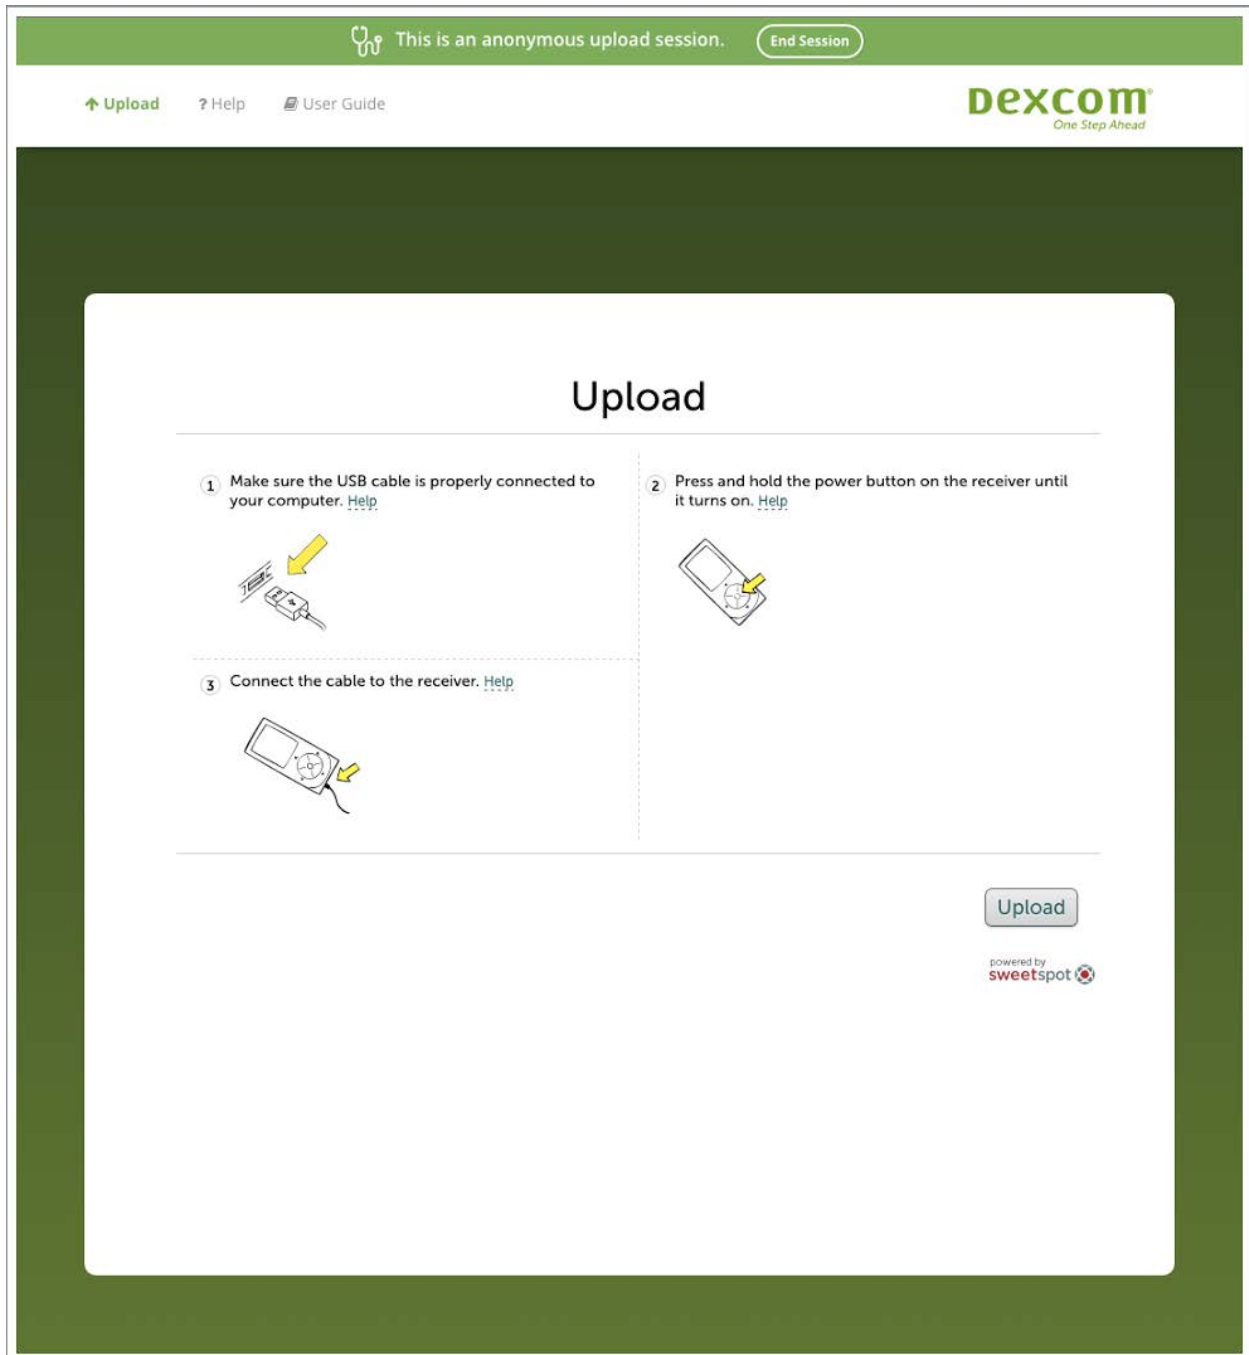 This is an anonymous upload session.
End Session
Upload
? Help
User Guide
Dexcom®
One Step Ahead
Upload
1 Make sure the USB cable is properly connected to
your computer. Help
2 Press and hold the power button on the receiver until
it turns on. Help
3 Connect the cable to the receiver. Help
Upload
powered by
sweetspot